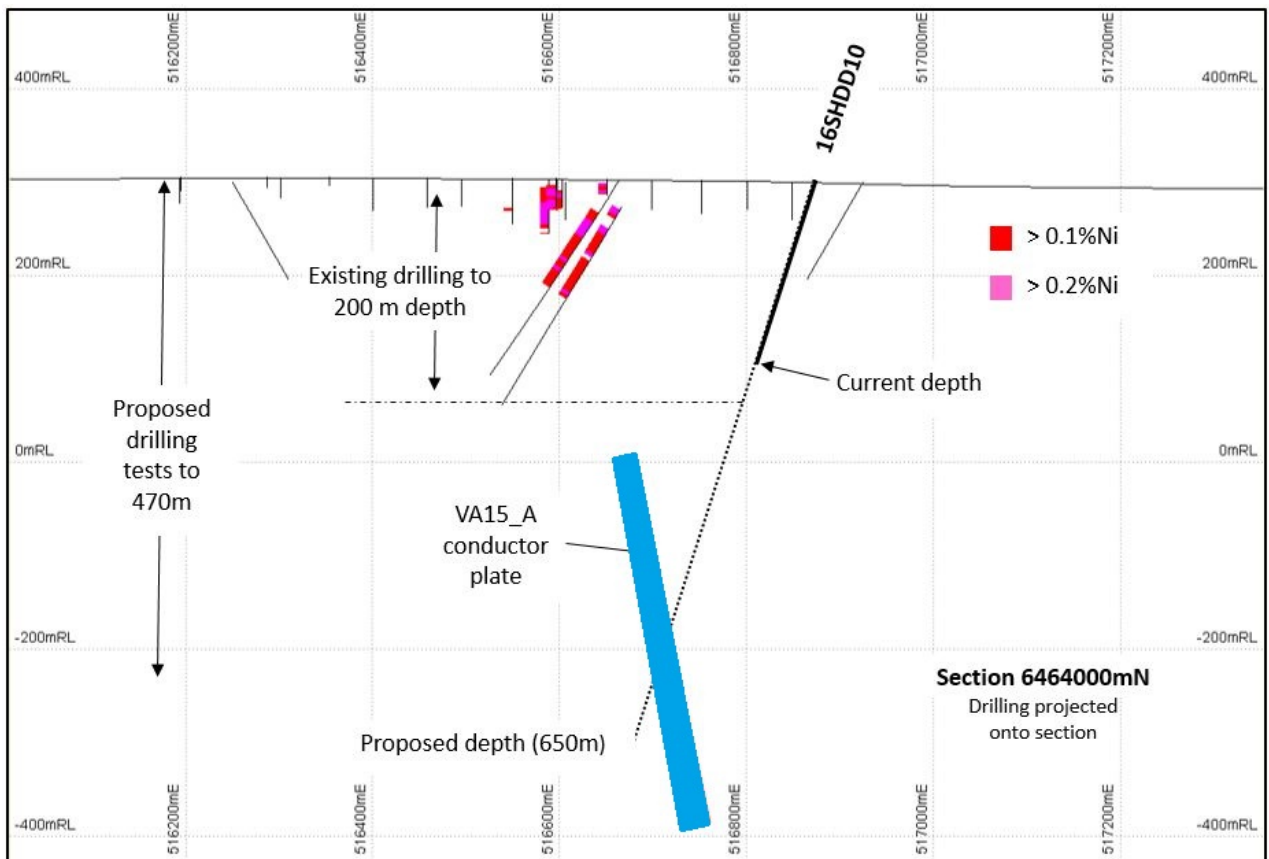 516200mE
516400mE
516600mE
516800mE
517000mE
517200mE
400mRL
400mRL
16SHDD10
> 0.1%Ni
> 0.2%Ni
200mRL
200mRL
Existing drilling to
200 m depth
Current depth
Proposed
drilling
tests to
470m
0mRL
0mRL
VA15_A
conductor
plate
-200mRL
-200mRL
Section 6464000mN
Drilling projected
onto section
Proposed depth (650m)
-400mRL
-400mRL
516200mE
516400mE
516600mE
516800mE
517000mE
517200mE